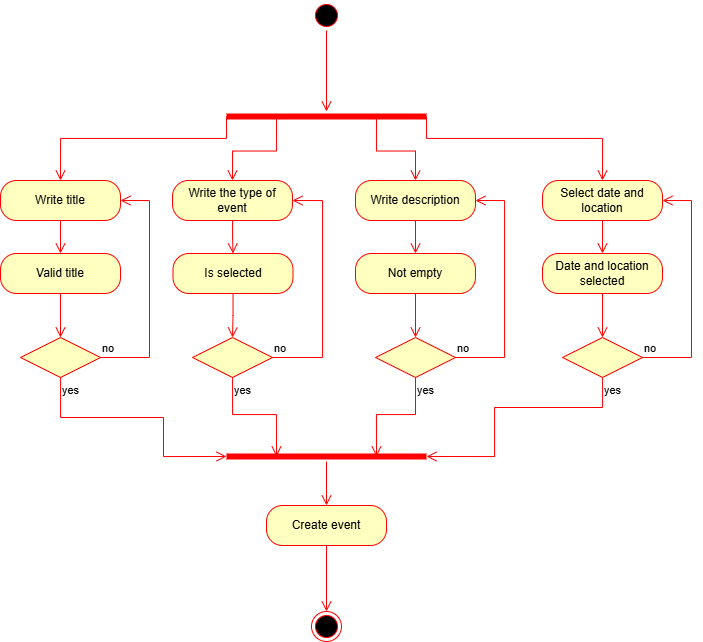 Write title
Write the type of
event
Write description
Select date and
location
Valid title
Is selected
Not empty
Date and location
selected
no
no
no
no
yes
yes
yes
yes
Create event